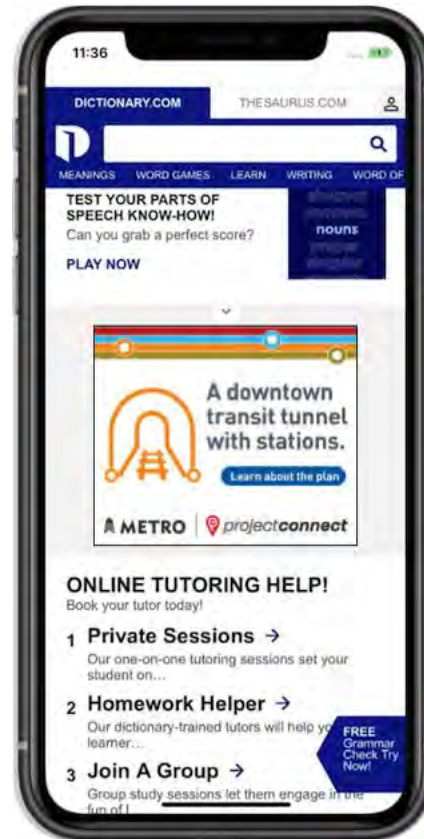 11:36
DICTIONARY.COM
THESAURUS.COM
MEANINGS WORD GAMES LEARN WRITING WORD OF
TEST YOUR PARTS OF
SPEECH KNOW-HOW!
Can you grab a perfect score?
PLAY NOW
nouns
A downtown
transit tunnel
with stations.
Learn about the plan
METRO
projectconnect
ONLINE TUTORING HELP!
Book your tutor today!
1 Private Sessions →
Our one-on-one tutoring sessions set your
student on...
2 Homework Helper →
Our dictionary-trained tutors will help
learner...
3 Join A Group →
Group study sessions let them engage in the
fun of
FREE
Grammar
Check Try
Now!